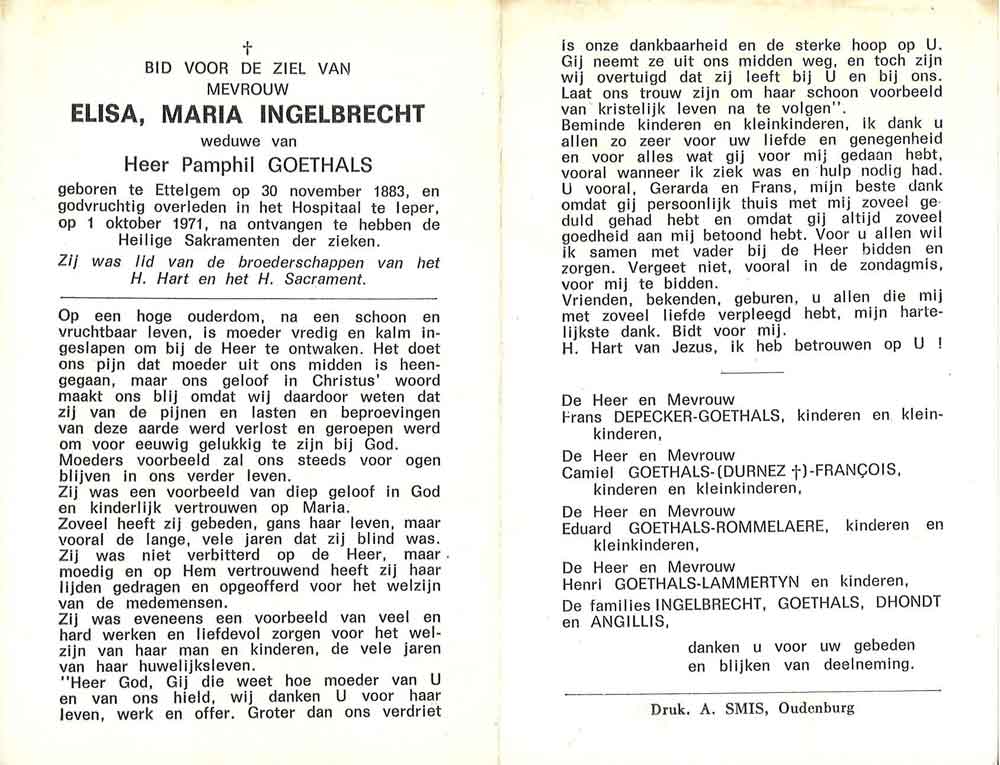 †
BID VOOR DE ZIEL VAN
MEVROUW
ELISA, MARIA INGELBRECHT
weduwe van
Heer Pamphil GOETHALS
geboren te Ettelgem op 30 november 1883, en
godvruchtig overleden in het Hospitaal te Ieper,
op 1 oktober 1971, na ontvangen te hebben de
Heilige Sakramenten der zieken.
Zij was lid van de broederschappen van het
H. Hart en het H. Sacrament.
Op een hoge ouderdom, na een schoon en
vruchtbaar leven, is moeder vredig en kalm in-
geslapen om bij de Heer te ontwaken. Het doet
ons pijn dat moeder uit ons midden is heen-
gegaan, maar ons geloof in Christus' woord
maakt ons blij omdat wij daardoor weten dat
zij van de pijnen en lasten en beproevingen
van deze aarde werd verlost en geroepen werd
om voor eeuwig gelukkig te zijn bij God.
Moeders voorbeeld zal ons steeds voor ogen
blijven in ons verder leven.
Zij was een voorbeeld van diep geloof in God
en kinderlijk vertrouwen op Maria.
Zoveel heeft zij gebeden, gans haar leven, maar
vooral de lange, vele jaren dat zij blind was.
Zij was niet verbitterd op de Heer, maar
moedig en op Hem vertrouwend heeft zij haar
lijden gedragen en opgeofferd voor het welzijn
van de medemensen.
Zij was eveneens een voorbeeld van veel en
hard werken en liefdevol zorgen voor het wel-
zijn van haar man en kinderen, de vele jaren
van haar huwelijksleven.
"Heer God, Gij die weet hoe moeder van U
en van ons hield, wij danken U voor haar
leven, werk en offer. Groter dan ons verdriet
is onze dankbaarheid en de sterke hoop op U.
Gij neemt ze uit ons midden weg, en toch zijn
wij overtuigd dat zij leeft bij U en bij ons.
Laat ons trouw zijn om haar schoon voorbeeld
van kristelijk leven na te volgen".
Beminde kinderen en kleinkinderen, ik dank u
allen zo zeer voor uw liefde en genegenheid
en voor alles wat gij voor mij gedaan hebt,
vooral wanneer ik ziek was en hulp nodig had.
U vooral, Gerarda en Frans, mijn beste dank
omdat gij persoonlijk thuis met mij zoveel ge-
duld gehad hebt en omdat gij altijd zoveel
goedheid aan mij betoond hebt. Voor u allen wil
ik samen met vader bij de Heer bidden en
zorgen. Vergeet niet, vooral in de zondagmis,
voor mij te bidden.
Vrienden, bekenden, geburen, u allen die mij
met zoveel liefde verpleegd hebt, mijn harte-
lijkste dank. Bidt voor mij.
H. Hart van Jezus, ik heb betrouwen op U !
De Heer en Mevrouw
Frans DEPECKER-GOETHALS, kinderen en klein-
kinderen,
De Heer en Mevrouw
Camiel GOETHALS-(DURNEZ †)-FRANÇOIS,
kinderen en kleinkinderen,
De Heer en Mevrouw
Eduard GOETHALS-ROMMELAERE, kinderen en
kleinkinderen,
De Heer en Mevrouw
Henri GOETHALS-LAMMERTYN en kinderen,
De families INGELBRECHT, GOETHALS, DHONDT
en ANGILLIS,
danken u voor uw gebeden
en blijken van deelneming.
Druk. A. SMIS, Oudenburg